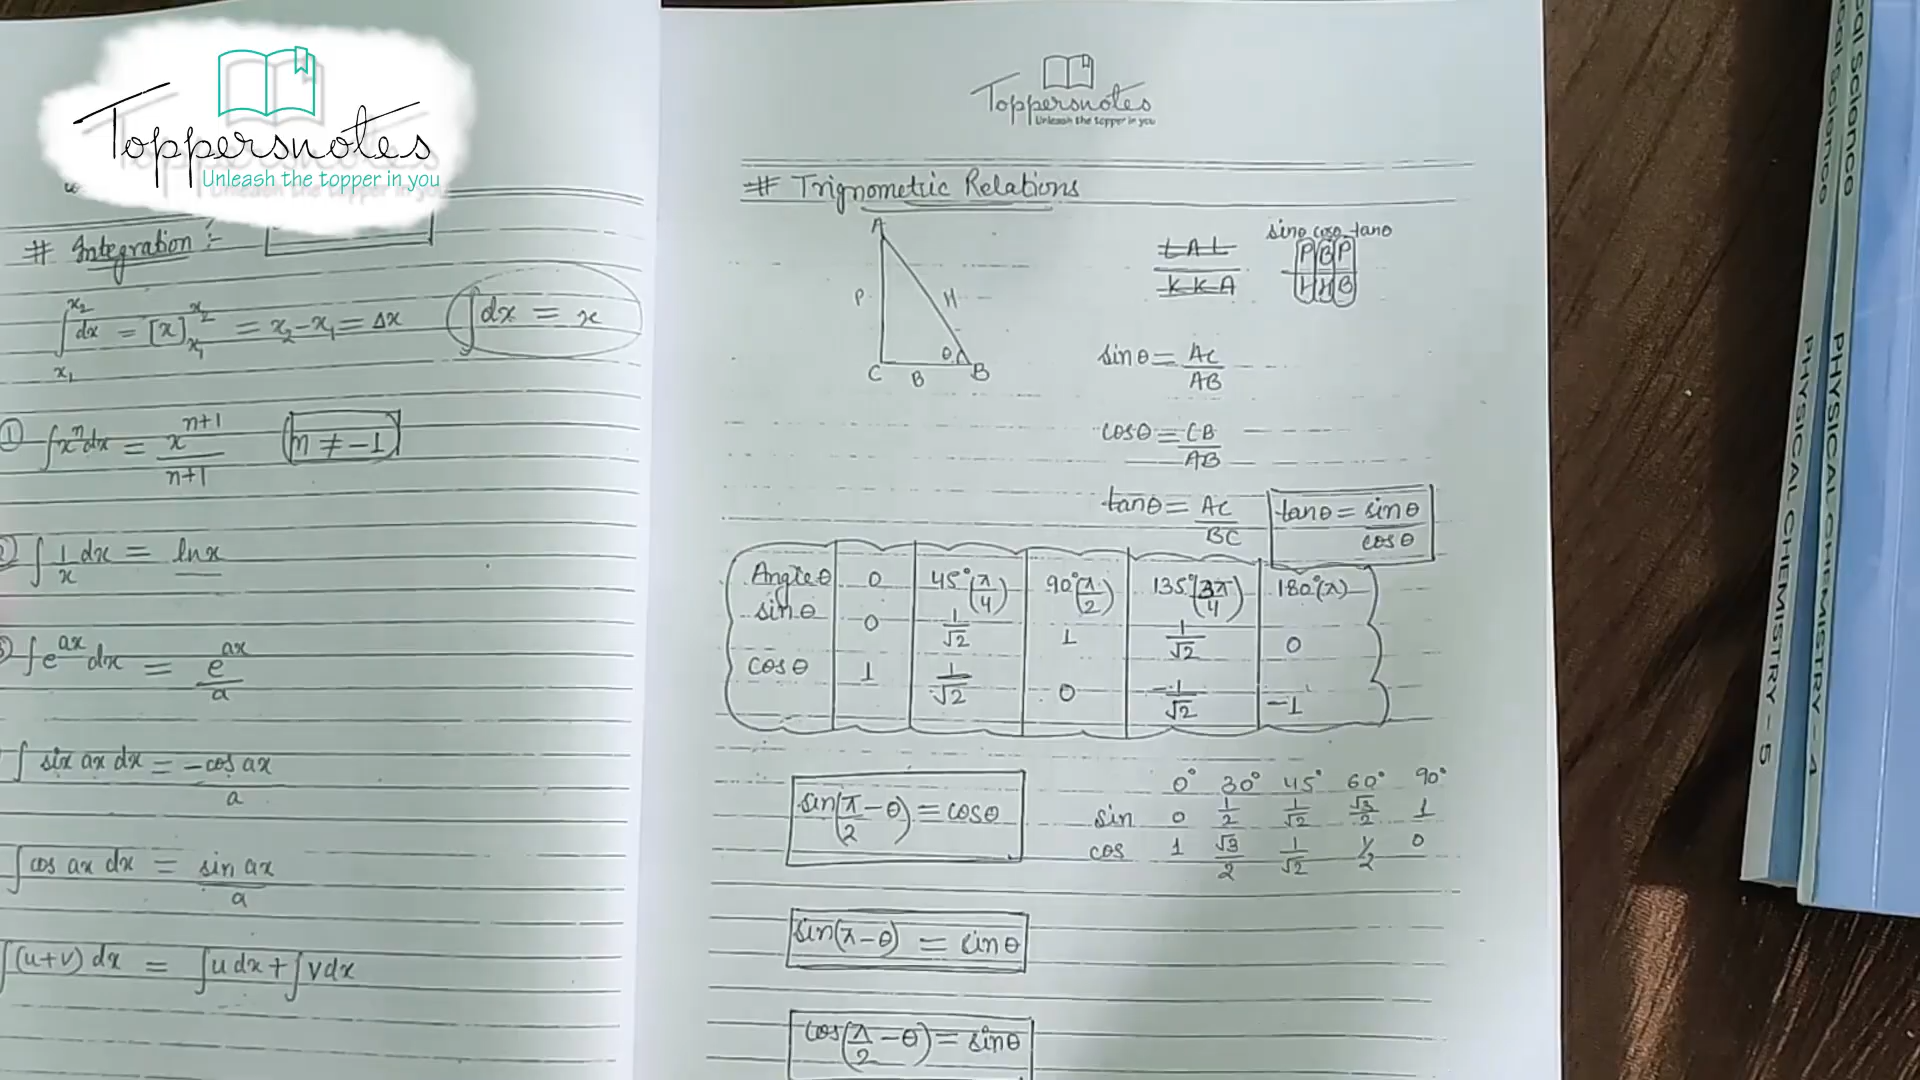 Toppersnotes
Unleash the topper in you
# Integration :-
∫dx = [x] = x₂-x₁ = Δx
x₂
x₁
x₂
x₁
∫dx = x
① ∫xⁿdx = xⁿ⁺¹/n+1 (n ≠ -1)
∫ 1/x dx = ln x
∫e^ax dx = e^ax/a
∫ six ax dx = -cos ax/a
∫cos ax dx = sin ax/a
∫(u+v) dx = ∫u dx + ∫v dx
Toppersnotes
Unleash the topper in you
# Trignometric Relations
A
P
H
θ
C
B
B
L A L
K K A
sinθ cosθ tanθ
P B P
H H B
sinθ = AC/AB
cosθ = CB/AB
tanθ = AC/BC
tanθ = sinθ/cosθ
Angle θ 0 45°(π/4) 90°(π/2) 135°(3π/4) 180°(π)
sinθ 0 1/√2 1 1/√2 0
cosθ 1 1/√2 0 -1/√2 -1
sin(π/2 - θ) = cosθ
0° 30° 45° 60° 90°
sin 0 1/2 1/√2 √3/2 1
cos 1 √3/2 1/√2 1/2 0
sin(π-θ) = sinθ
cos(π/2 - θ) = sinθ
PHYSICAL CHEMISTRY - 5
PHYSICAL CHEMISTRY - 4